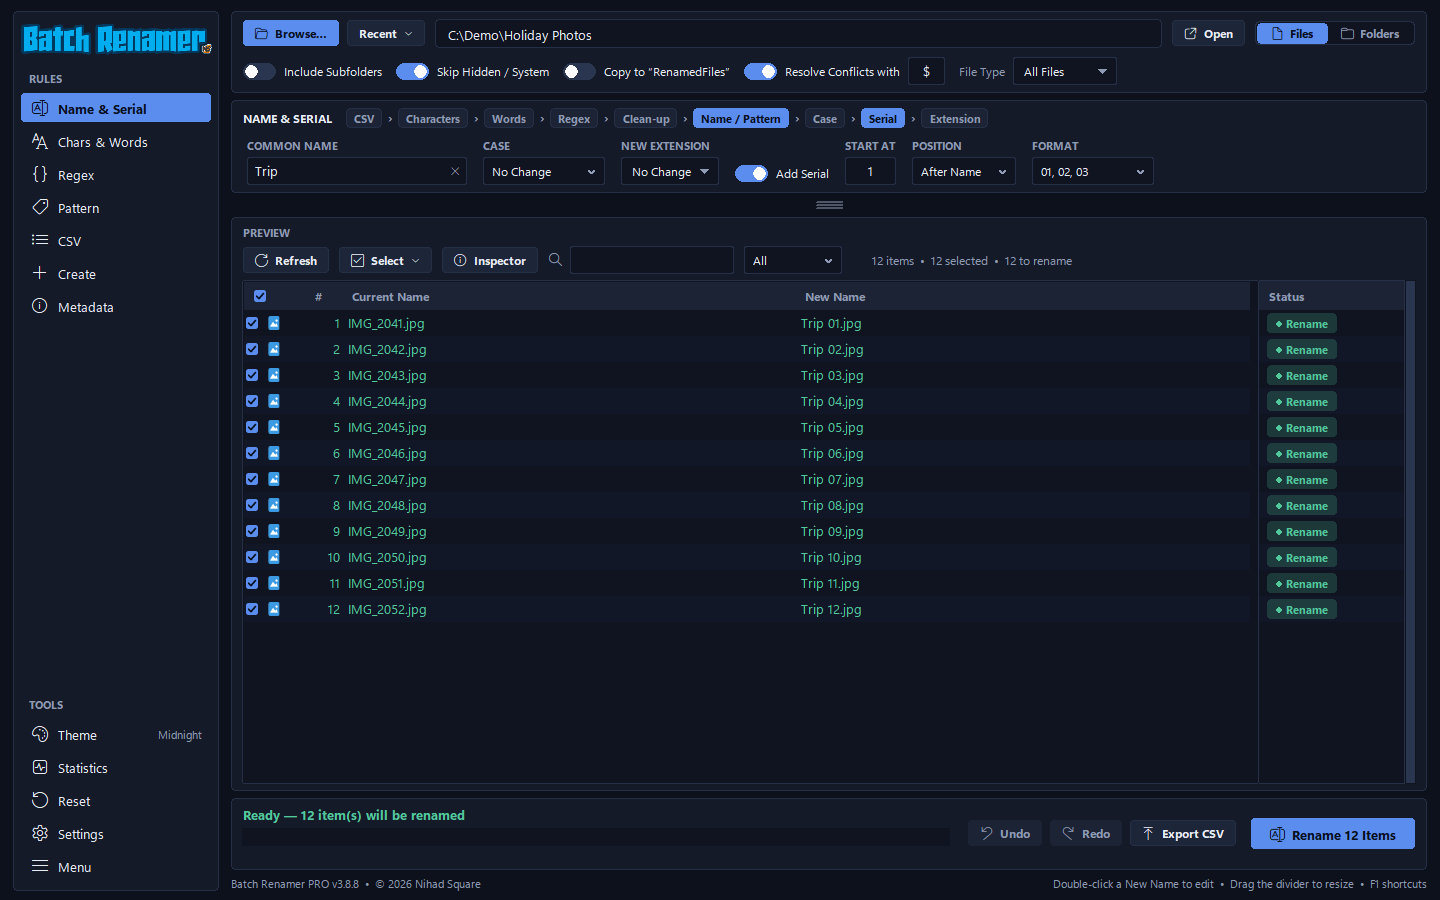 Batch Renamer
RULES
Name & Serial
Chars & Words
Regex
Pattern
CSV
Create
Metadata
TOOLS
Theme Midnight
Statistics
Reset
Settings
Menu
Browse... Recent C:\Demo\Holiday Photos Open Files Folders
Include Subfolders Skip Hidden / System Copy to “RenamedFiles” Resolve Conflicts with $ File Type All Files
NAME & SERIAL CSV › Characters › Words › Regex › Clean-up › Name / Pattern › Case › Serial › Extension
COMMON NAME CASE NEW EXTENSION START AT POSITION FORMAT
Trip × No Change No Change Add Serial 1 After Name 01, 02, 03
PREVIEW
Refresh Select Inspector All 12 items • 12 selected • 12 to rename
# Current Name New Name Status
1 IMG_2041.jpg Trip 01.jpg Rename
2 IMG_2042.jpg Trip 02.jpg Rename
3 IMG_2043.jpg Trip 03.jpg Rename
4 IMG_2044.jpg Trip 04.jpg Rename
5 IMG_2045.jpg Trip 05.jpg Rename
6 IMG_2046.jpg Trip 06.jpg Rename
7 IMG_2047.jpg Trip 07.jpg Rename
8 IMG_2048.jpg Trip 08.jpg Rename
9 IMG_2049.jpg Trip 09.jpg Rename
10 IMG_2050.jpg Trip 10.jpg Rename
11 IMG_2051.jpg Trip 11.jpg Rename
12 IMG_2052.jpg Trip 12.jpg Rename
Ready — 12 item(s) will be renamed
Undo Redo Export CSV Rename 12 Items
Batch Renamer PRO v3.8.8 • © 2026 Nihad Square
Double-click a New Name to edit • Drag the divider to resize • F1 shortcuts